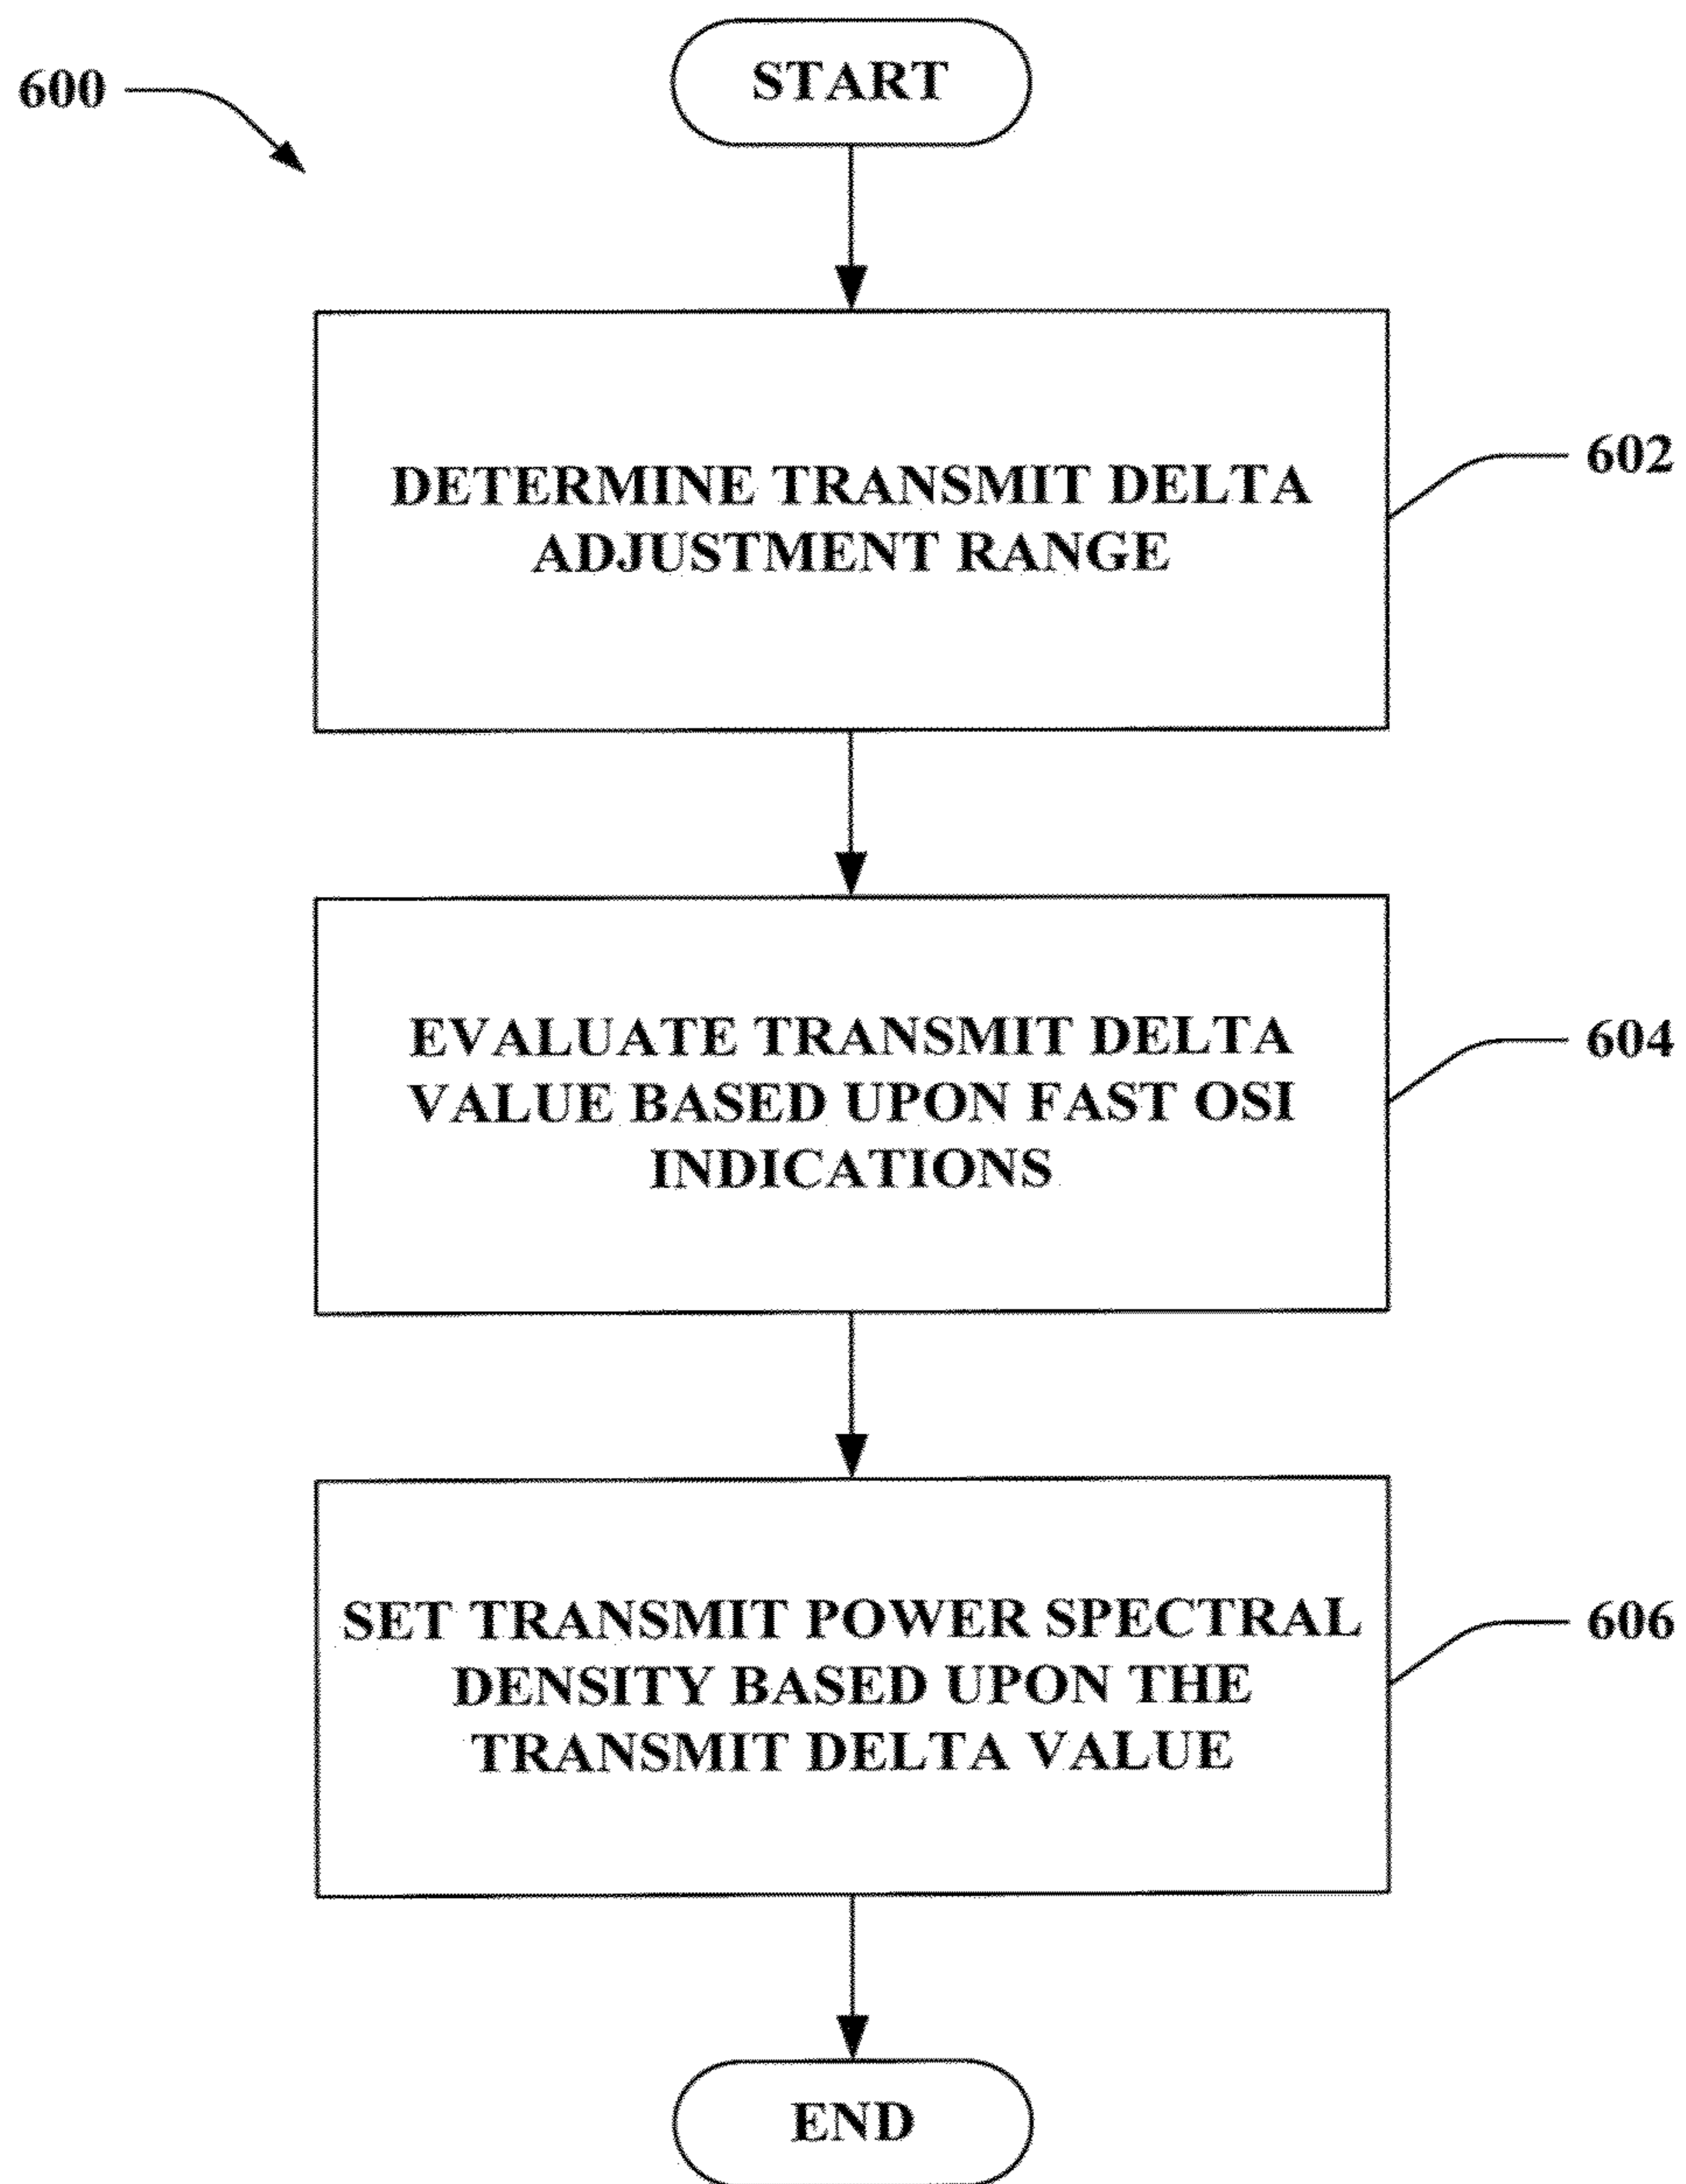 600
START
DETERMINE TRANSMIT DELTA
ADJUSTMENT RANGE
602
EVALUATE TRANSMIT DELTA
VALUE BASED UPON FAST OSI
INDICATIONS
604
SET TRANSMIT POWER SPECTRAL
DENSITY BASED UPON THE
TRANSMIT DELTA VALUE
606
END